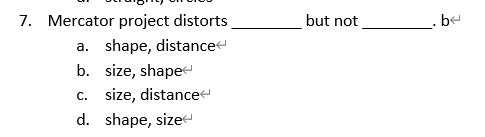 7. Mercator project distorts ________ but not ________. b↵
a. shape, distance↵
b. size, shape↵
c. size, distance↵
d. shape, size↵